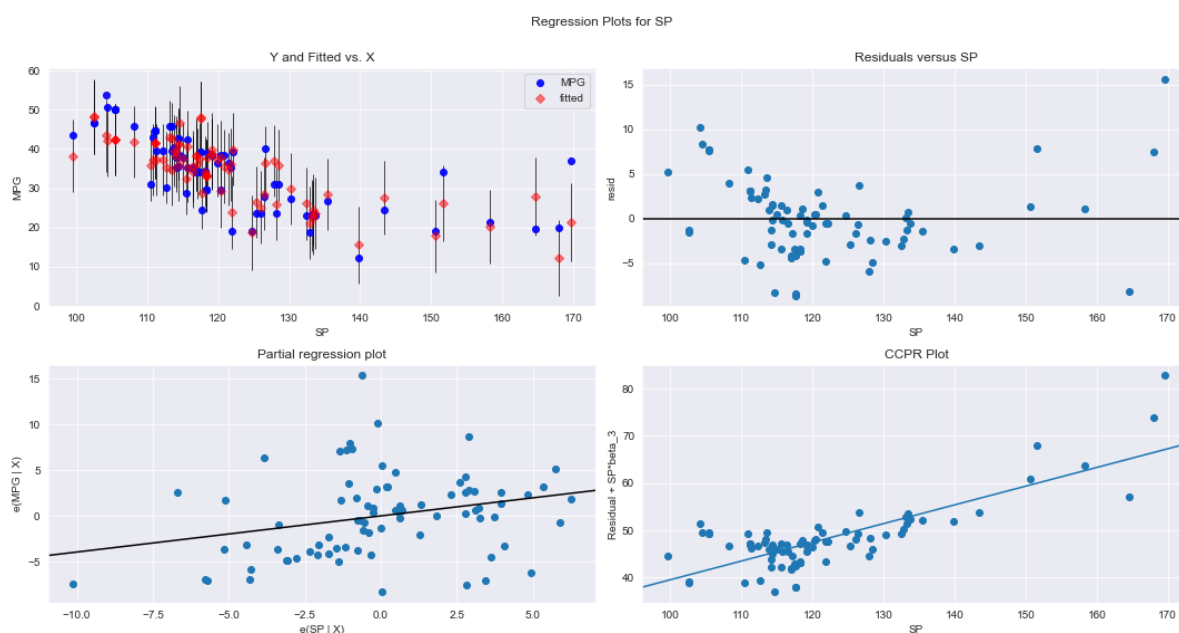 Regression Plots for SP
Y and Fitted vs. X
60
50
40
30
20
10
0
MPG
MPG
fitted
100 110 120 130 140 150 160 170
SP
Residuals versus SP
15
10
5
0
−5
resid
100 110 120 130 140 150 160 170
SP
Partial regression plot
15
10
5
0
−5
e(MPG | X)
−10.0 −7.5 −5.0 −2.5 0.0 2.5 5.0
e(SP | X)
CCPR Plot
80
70
60
50
40
Residual + SP*beta_3
100 110 120 130 140 150 160 170
SP